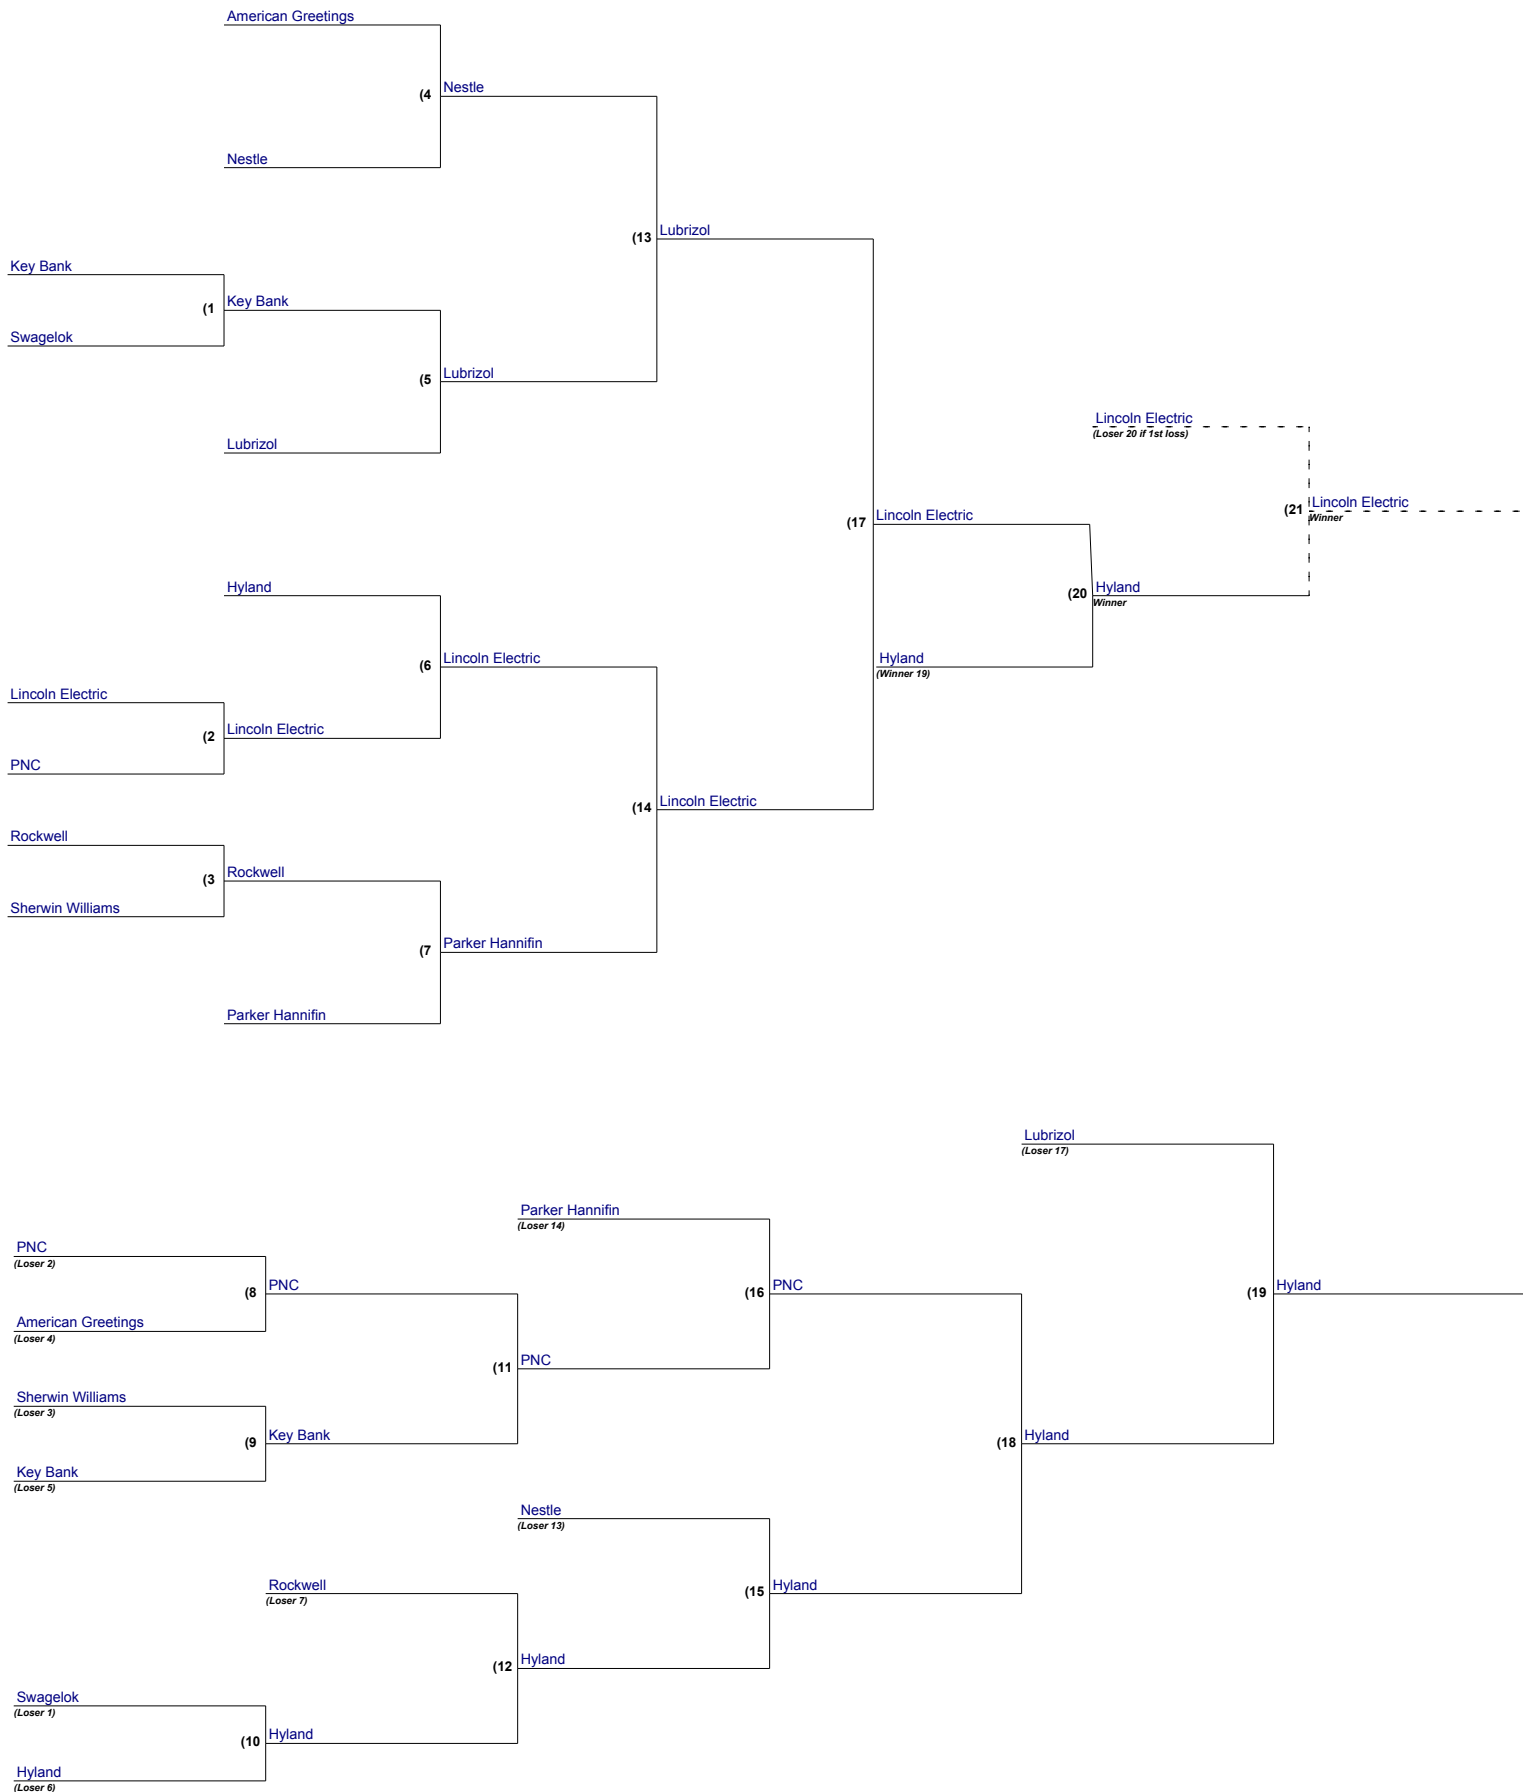 American Greetings
(4 Nestle
Nestle
(13 Lubrizol
Key Bank
(1 Key Bank
Swagelok
(5 Lubrizol
Lubrizol
Lincoln Electric
(Loser 20 if 1st loss)
(17 Lincoln Electric
(21 Lincoln Electric
Winner
Hyland
(20 Hyland
Winner
(6 Lincoln Electric
Hyland
(Winner 19)
Lincoln Electric
(2 Lincoln Electric
PNC
(14 Lincoln Electric
Rockwell
(3 Rockwell
Sherwin Williams
(7 Parker Hannifin
Parker Hannifin
Lubrizol
(Loser 17)
Parker Hannifin
(Loser 14)
PNC
(Loser 2)
(8 PNC
(16 PNC
(19 Hyland
American Greetings
(Loser 4)
(11 PNC
Sherwin Williams
(Loser 3)
(9 Key Bank
(18 Hyland
Key Bank
(Loser 5)
Nestle
(Loser 13)
Rockwell
(Loser 7)
(15 Hyland
(12 Hyland
Swagelok
(Loser 1)
(10 Hyland
Hyland
(Loser 6)